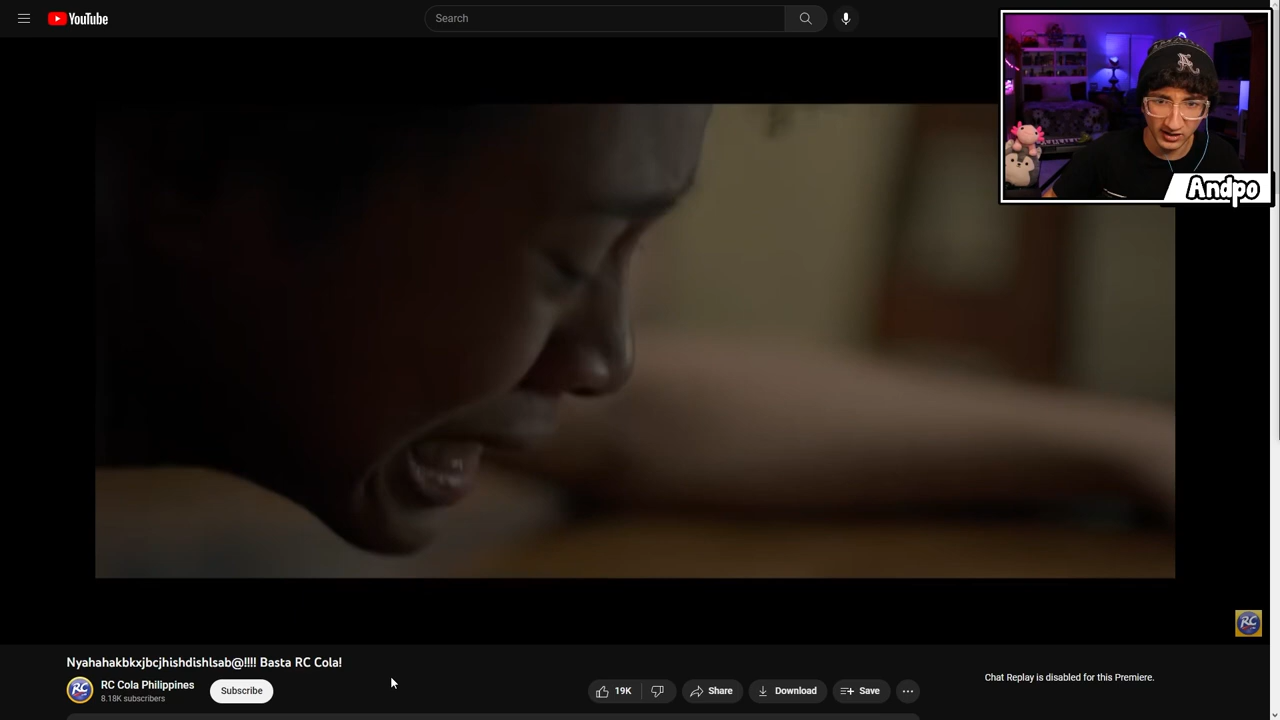 YouTube
Search
Andpo
RC
Nyahahakbkxjbcjhishdishlsab@!!!! Basta RC Cola!
RC
RC Cola Philippines
8.18K subscribers
Subscribe
19K
Share
Download
Save
Chat Replay is disabled for this Premiere.